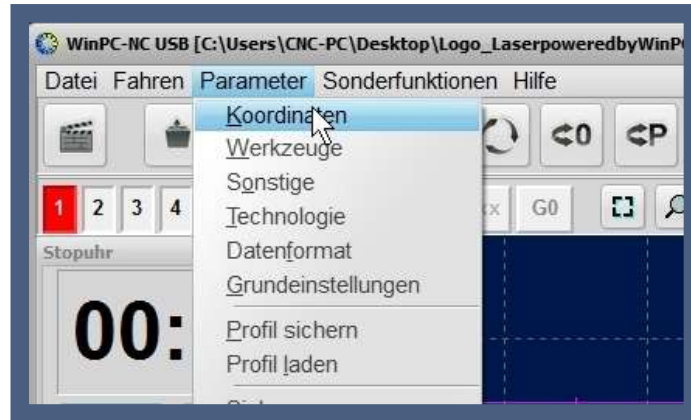 WinPC-NC USB [C:\Users\CNC-PC\Desktop\Logo_LaserpoweredbyWinP
Datei Fahren Parameter Sonderfunktionen Hilfe
Koordinaten
Werkzeuge
Sonstige
Technologie
Datenformat
Grundeinstellungen
Profil sichern
Profil laden
0 P
1 2 3 4 G0
Stopuhr
00: